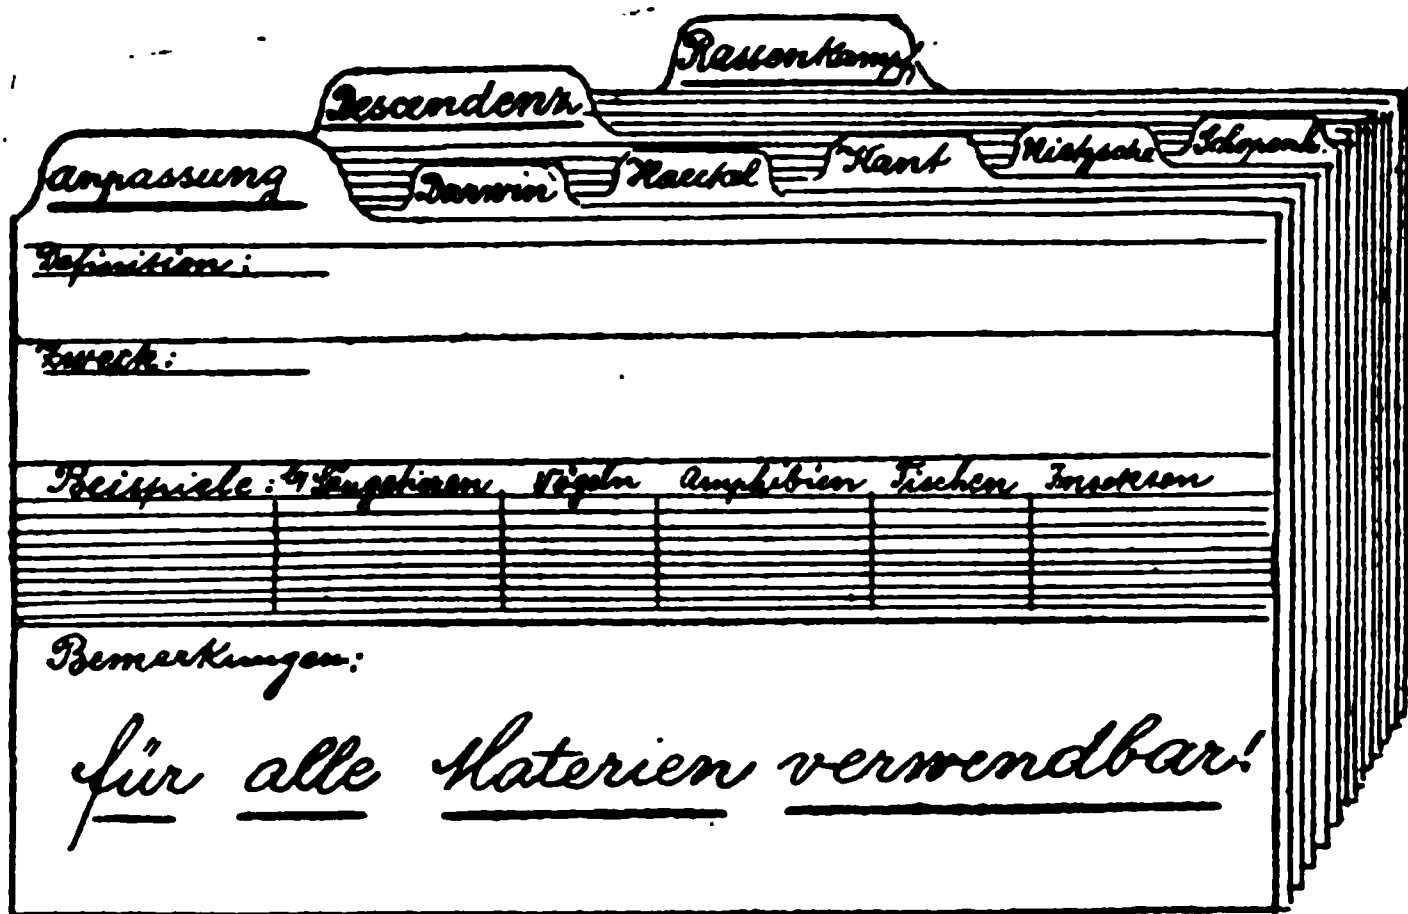 Rassenkampf
Descendenz
Anpassung
Darwin Haeckel Kant Nietzsche Schopenh.
Definition:
Zweck:
Beispiele: b/ Säugetieren Vögeln Amphibien Fischen Insekten
Bemerkungen:
für alle Materien verwendbar!